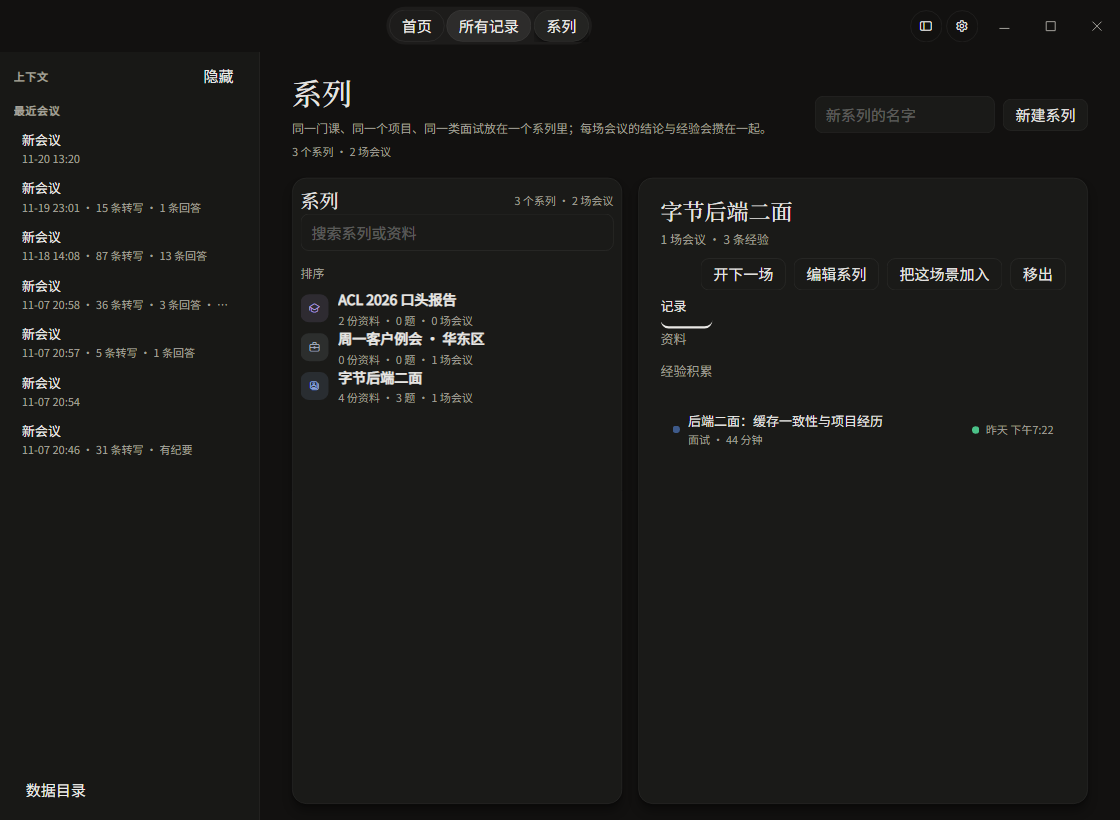 首页 所有记录 系列
上下文 隐藏
最近会议
新会议
11-20 13:20
新会议
11-19 23:01 • 15 条转写 • 1 条回答
新会议
11-18 14:08 • 87 条转写 • 13 条回答
新会议
11-07 20:58 • 36 条转写 • 3 条回答 • …
新会议
11-07 20:57 • 5 条转写 • 1 条回答
新会议
11-07 20:54
新会议
11-07 20:46 • 31 条转写 • 有纪要
数据目录
系列
同一门课、同一个项目、同一类面试放在一个系列里；每场会议的结论与经验会攒在一起。
3 个系列 • 2 场会议
新系列的名字 新建系列
系列 3 个系列 • 2 场会议
搜索系列或资料
排序
ACL 2026 口头报告
2 份资料 • 0 题 • 0 场会议
周一客户例会 • 华东区
0 份资料 • 0 题 • 1 场会议
字节后端二面
4 份资料 • 3 题 • 1 场会议
字节后端二面
1 场会议 • 3 条经验
开下一场 编辑系列 把这场景加入 移出
记录
资料
经验积累
后端二面：缓存一致性与项目经历
面试 • 44 分钟
昨天 下午7:22